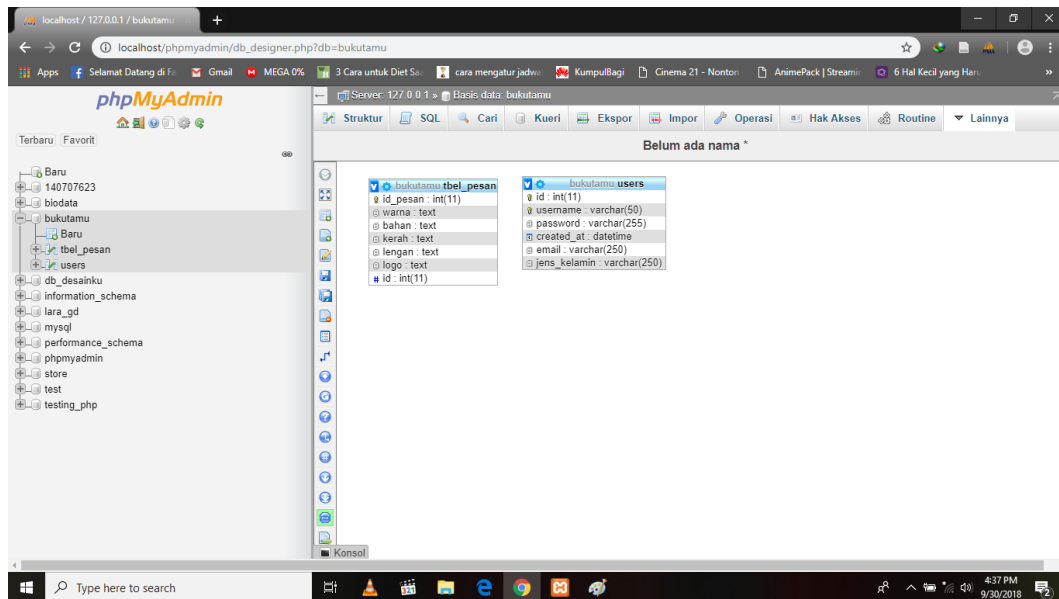 localhost / 127.0.0.1 / bukutamu
localhost/phpmyadmin/db_designer.php?db=bukutamu
Apps Selamat Datang di Fa Gmail MEGA 0% 3 Cara untuk Diet Sa cara mengatur jadwa KumpulBagi Cinema 21 - Nonton AnimePack | Streamin 6 Hal Kecil yang Haru »
phpMyAdmin
Terbaru Favorit
Baru
140707623
biodata
bukutamu
Baru
tbel_pesan
users
db_desainku
information_schema
lara_gd
mysql
performance_schema
phpmyadmin
store
test
testing_php
Server: 127.0.0.1 » Basis data: bukutamu
Struktur SQL Cari Kueri Ekspor Impor Operasi Hak Akses Routine Lainnya
Belum ada nama *
bukutamu tbel_pesan
id_pesan : int(11)
warna : text
bahan : text
kerah : text
lengan : text
logo : text
# id : int(11)
bukutamu users
id : int(11)
username : varchar(50)
password : varchar(255)
created_at : datetime
email : varchar(250)
jens_kelamin : varchar(250)
Konsol
Type here to search
4:37 PM
9/30/2018
2